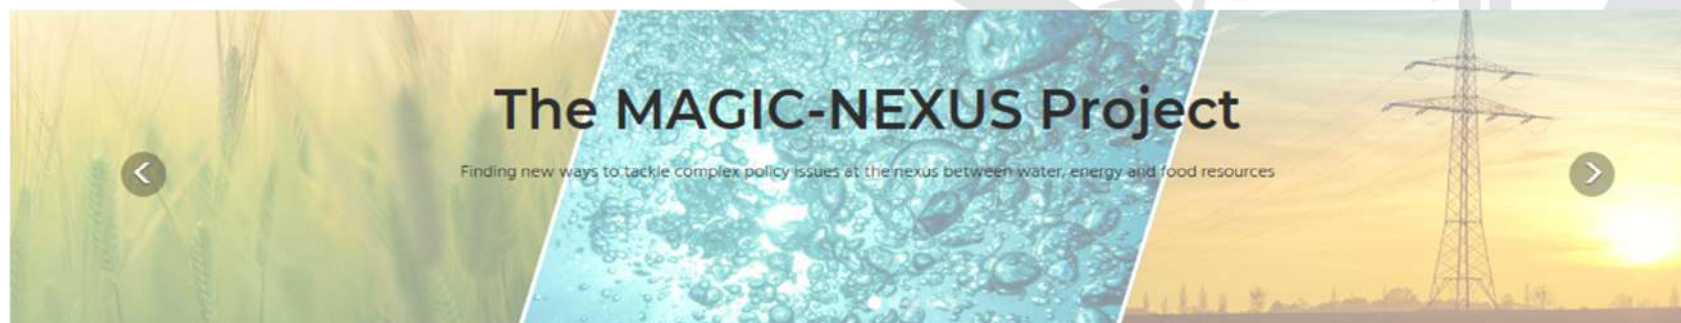 The MAGIC-NEXUS Project
Finding new ways to tackle complex policy issues at the nexus between water, energy and food resources